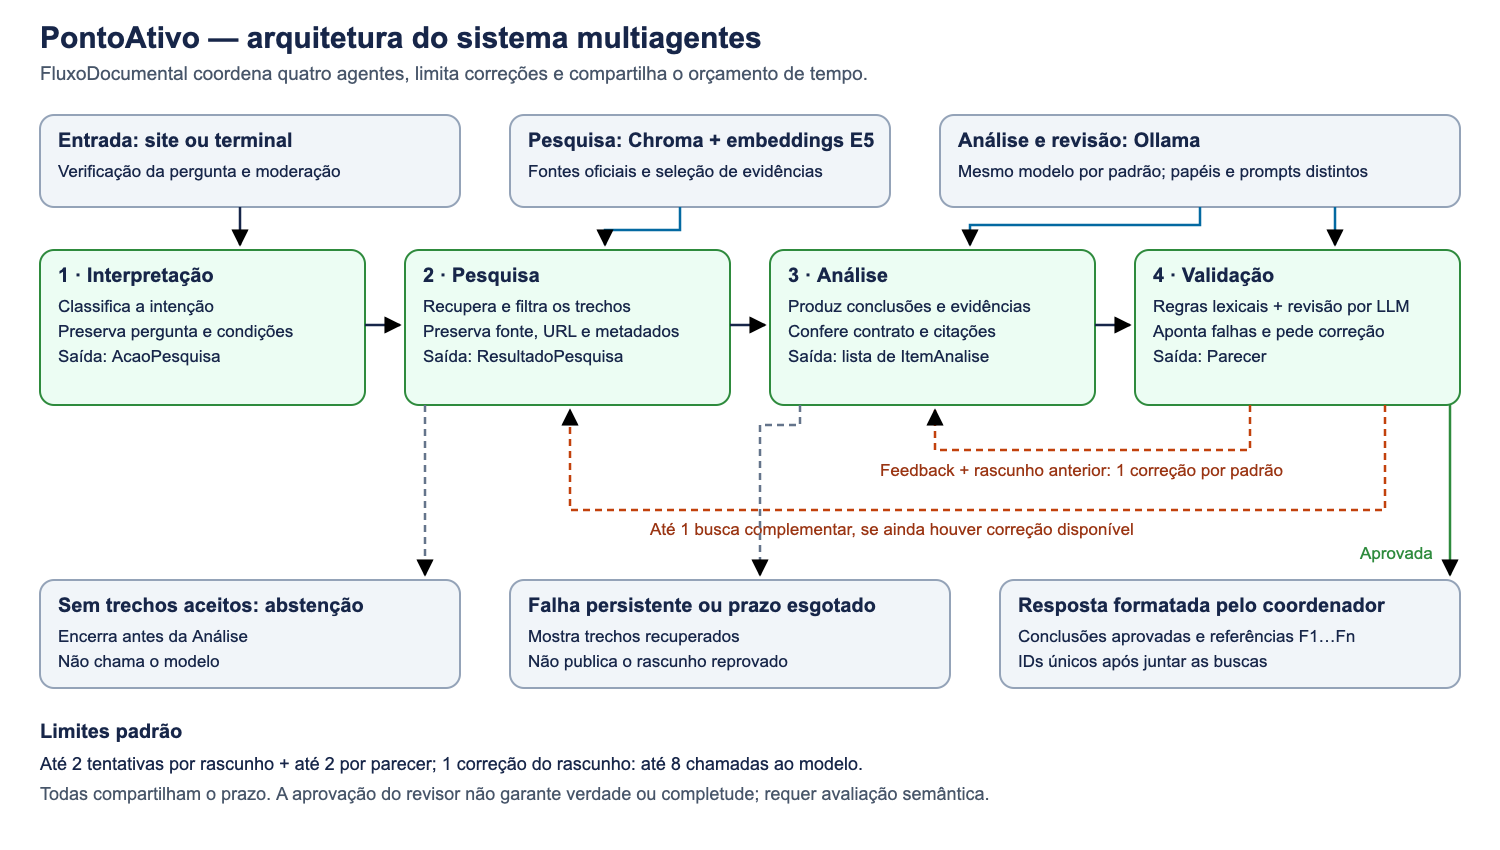 PontoAtivo — arquitetura do sistema multiagentes
FluxoDocumental coordena quatro agentes, limita correções e compartilha o orçamento de tempo.
Entrada: site ou terminal
Verificação da pergunta e moderação
Pesquisa: Chroma + embeddings E5
Fontes oficiais e seleção de evidências
Análise e revisão: Ollama
Mesmo modelo por padrão; papéis e prompts distintos
1 · Interpretação
Classifica a intenção
Preserva pergunta e condições
Saída: AcaoPesquisa
2 · Pesquisa
Recupera e filtra os trechos
Preserva fonte, URL e metadados
Saída: ResultadoPesquisa
3 · Análise
Produz conclusões e evidências
Confere contrato e citações
Saída: lista de ItemAnalise
4 · Validação
Regras lexicais + revisão por LLM
Aponta falhas e pede correção
Saída: Parecer
Feedback + rascunho anterior: 1 correção por padrão
Até 1 busca complementar, se ainda houver correção disponível
Aprovada
Sem trechos aceitos: abstenção
Encerra antes da Análise
Não chama o modelo
Falha persistente ou prazo esgotado
Mostra trechos recuperados
Não publica o rascunho reprovado
Resposta formatada pelo coordenador
Conclusões aprovadas e referências F1…Fn
IDs únicos após juntar as buscas
Limites padrão
Até 2 tentativas por rascunho + até 2 por parecer; 1 correção do rascunho: até 8 chamadas ao modelo.
Todas compartilham o prazo. A aprovação do revisor não garante verdade ou completude; requer avaliação semântica.